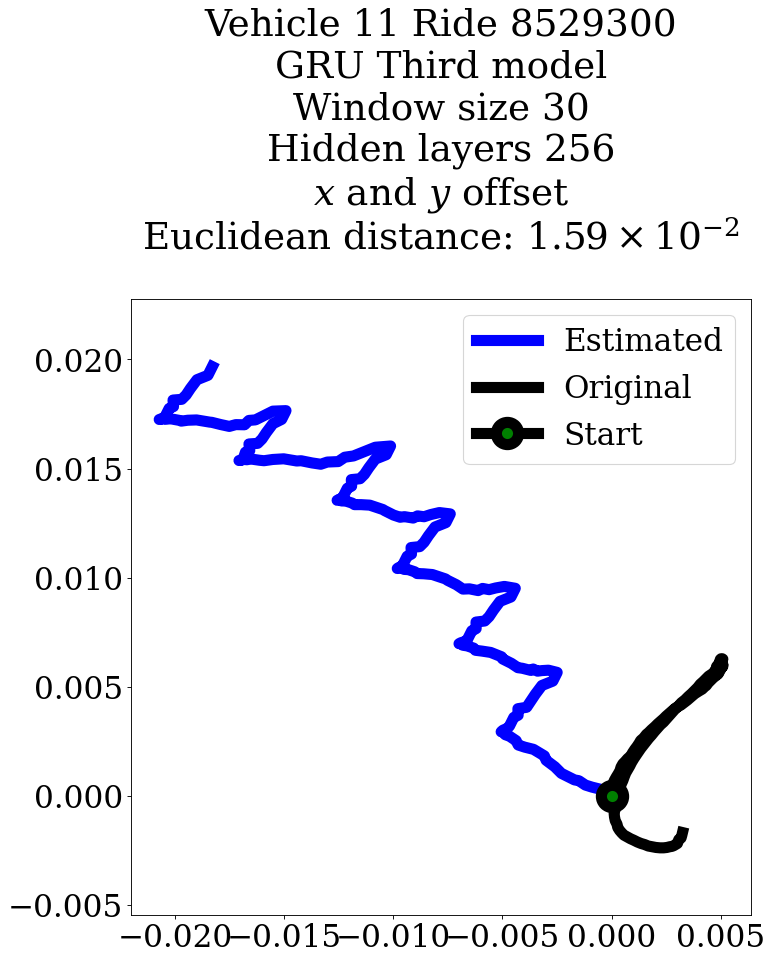 Vehicle 11 Ride 8529300
GRU Third model
Window size 30
Hidden layers 256
x and y offset
Euclidean distance: 1.59 × 10⁻²
Estimated
Original
Start
0.020
0.015
0.010
0.005
0.000
−0.005
−0.020 −0.015 −0.010 −0.005 0.000 0.005